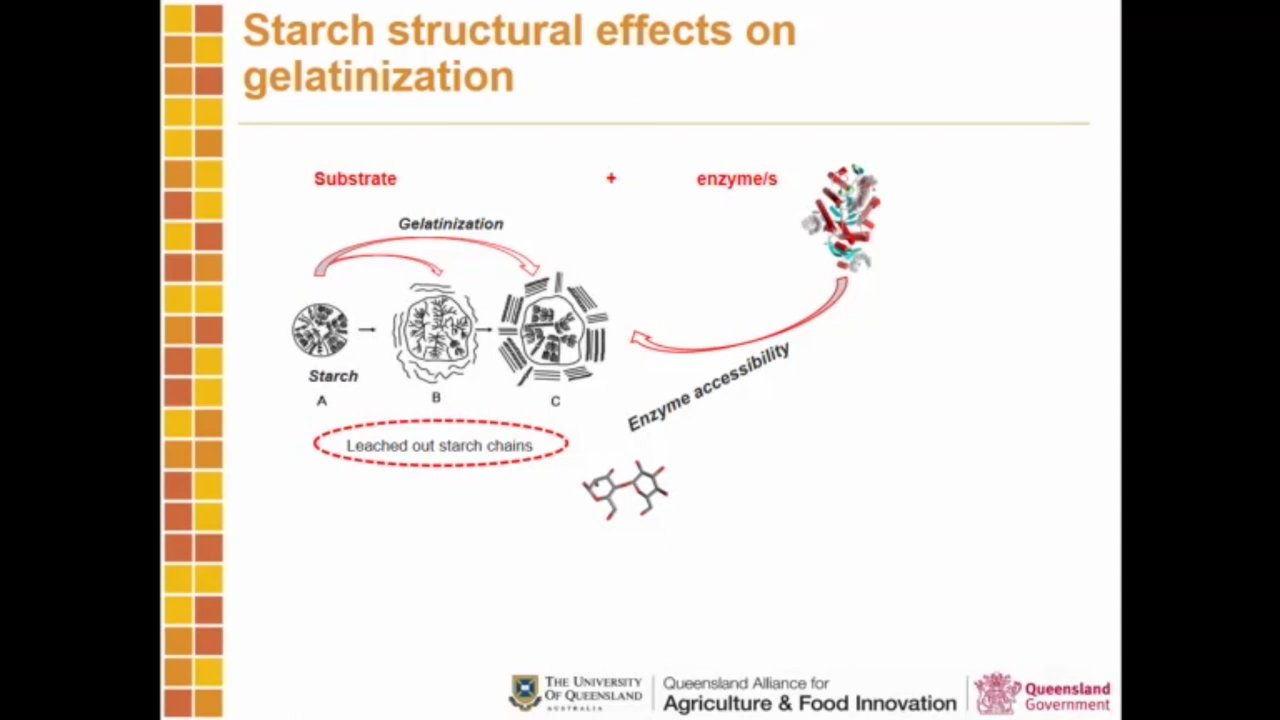 Starch structural effects on
gelatinization
Substrate + enzyme/s
Gelatinization
Starch
A B C
Enzyme accessibility
Leached out starch chains
THE UNIVERSITY
OF QUEENSLAND
AUSTRALIA
Queensland Alliance for
Agriculture & Food Innovation
Queensland
Government